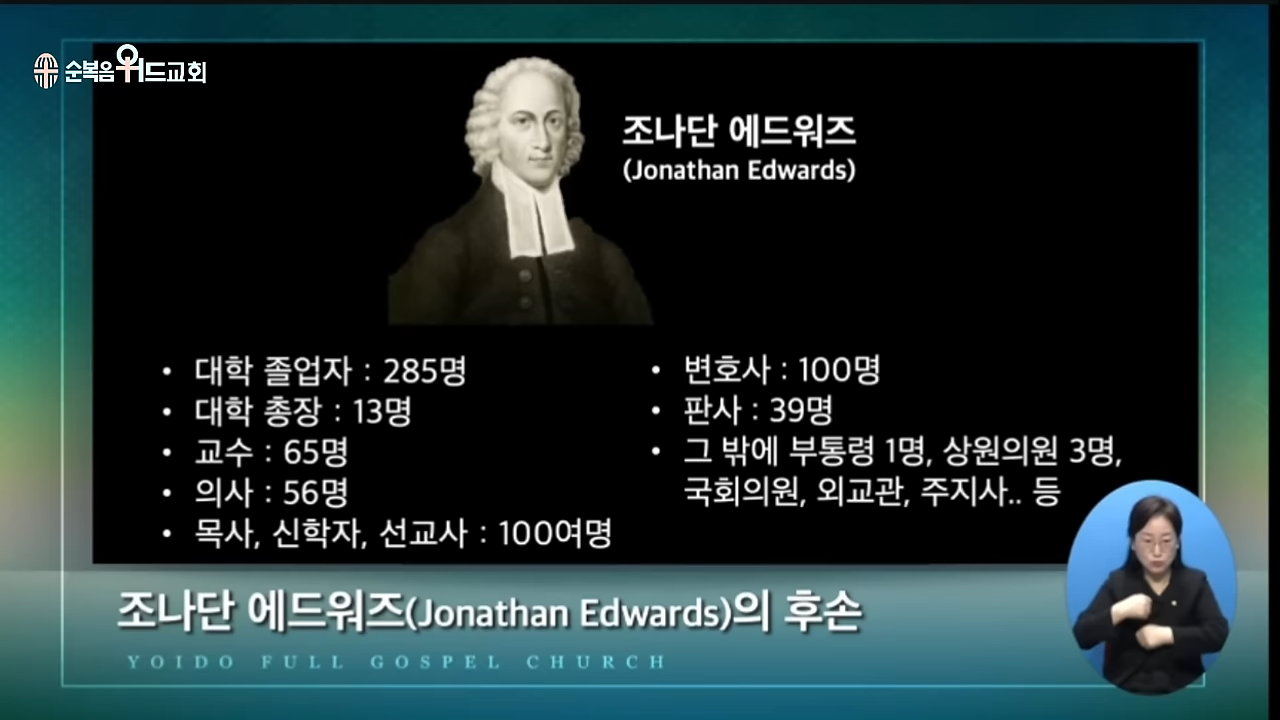 순복음위드교회
조나단 에드워즈
(Jonathan Edwards)
• 대학 졸업자 : 285명
• 대학 총장 : 13명
• 교수 : 65명
• 의사 : 56명
• 목사, 신학자, 선교사 : 100여명
• 변호사 : 100명
• 판사 : 39명
• 그 밖에 부통령 1명, 상원의원 3명,
국회의원, 외교관, 주지사.. 등
조나단 에드워즈(Jonathan Edwards)의 후손
YOIDO FULL GOSPEL CHURCH